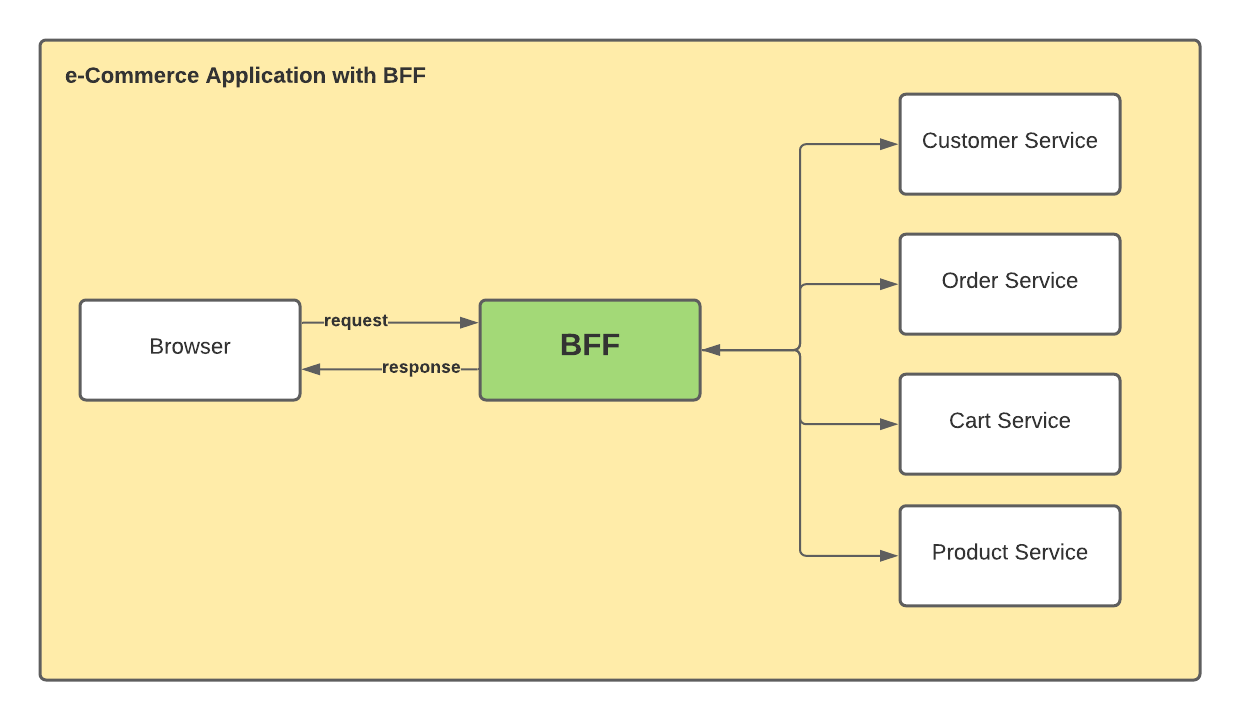 e-Commerce Application with BFF
Customer Service
Order Service
Browser
request
response
BFF
Cart Service
Product Service